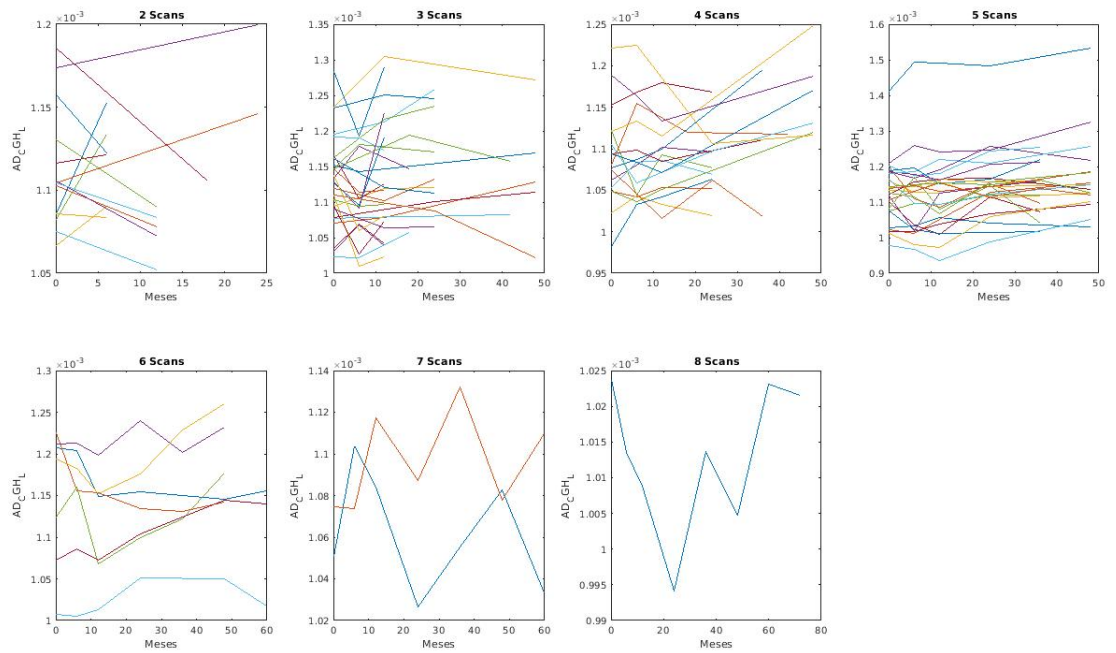 2 Scans
×10⁻³
1.2
1.15
1.1
1.05
AD_CGH_L
0 5 10 15 20 25
Meses
3 Scans
×10⁻³
1.35
1.3
1.25
1.2
1.15
1.1
1.05
1
AD_CGH_L
0 10 20 30 40 50
Meses
4 Scans
×10⁻³
1.25
1.2
1.15
1.1
1.05
1
0.95
AD_CGH_L
0 10 20 30 40 50
Meses
5 Scans
×10⁻³
1.6
1.5
1.4
1.3
1.2
1.1
1
0.9
AD_CGH_L
0 10 20 30 40 50
Meses
6 Scans
×10⁻³
1.3
1.25
1.2
1.15
1.1
1.05
1
AD_CGH_L
0 10 20 30 40 50 60
Meses
7 Scans
×10⁻³
1.14
1.12
1.1
1.08
1.06
1.04
1.02
AD_CGH_L
0 10 20 30 40 50 60
Meses
8 Scans
×10⁻³
1.025
1.02
1.015
1.01
1.005
1
0.995
0.99
AD_CGH_L
0 20 40 60 80
Meses